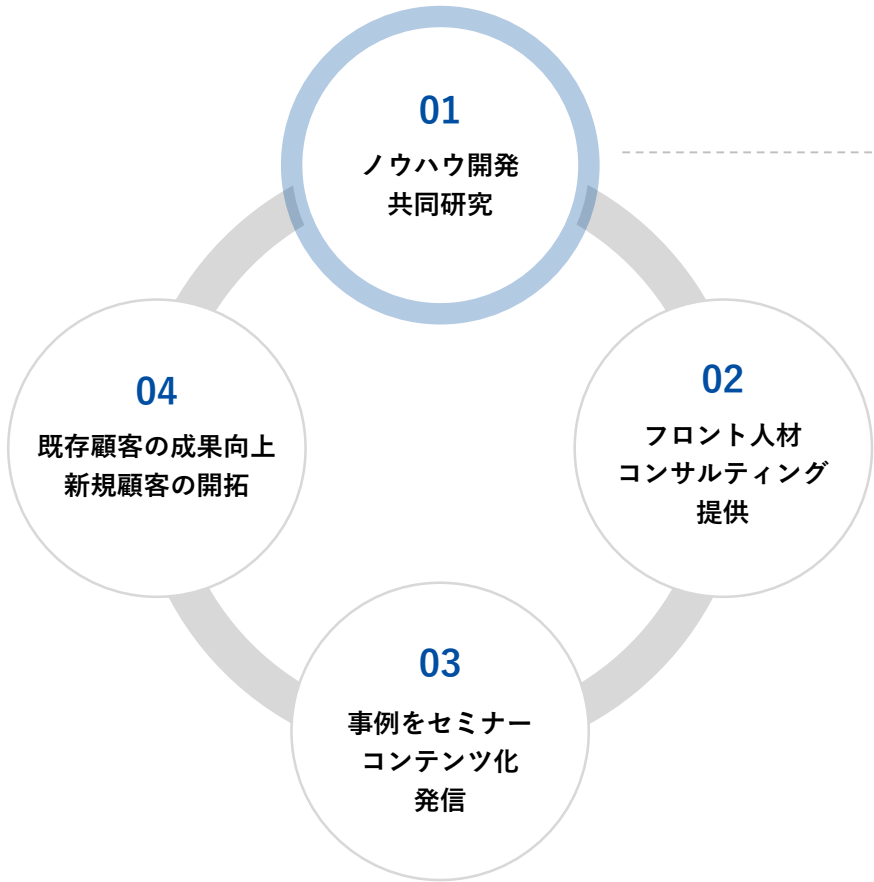 01
ノウハウ開発
共同研究
02
フロント人材
コンサルティング
提供
03
事例をセミナー
コンテンツ化
発信
04
既存顧客の成果向上
新規顧客の開拓